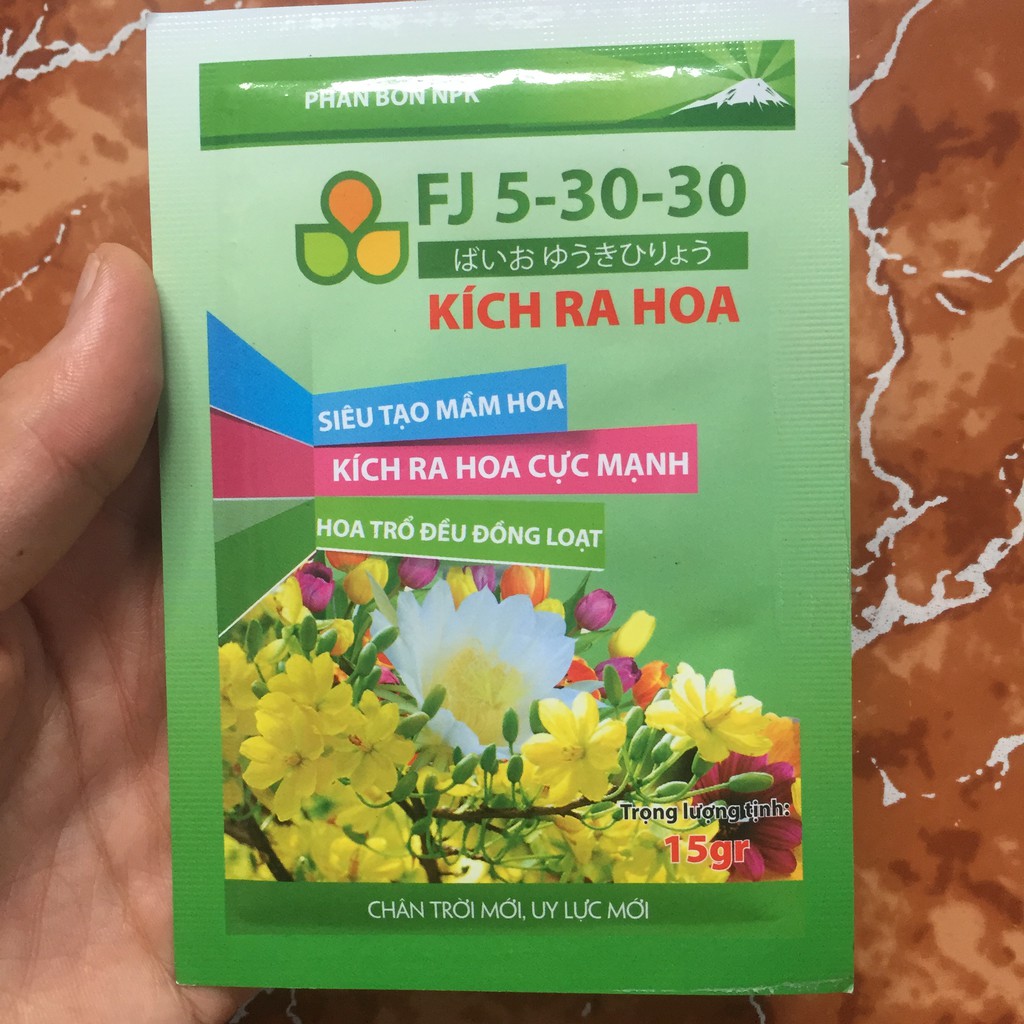 PHÂN BÓN NPK
FJ 5-30-30
ばいお ゆうきひりょう
KÍCH RA HOA
SIÊU TẠO MẦM HOA
KÍCH RA HOA CỰC MẠNH
HOA TRỔ ĐỀU ĐỒNG LOẠT
Trọng lượng tịnh:
15gr
CHÂN TRỜI MỚI, UY LỰC MỚI